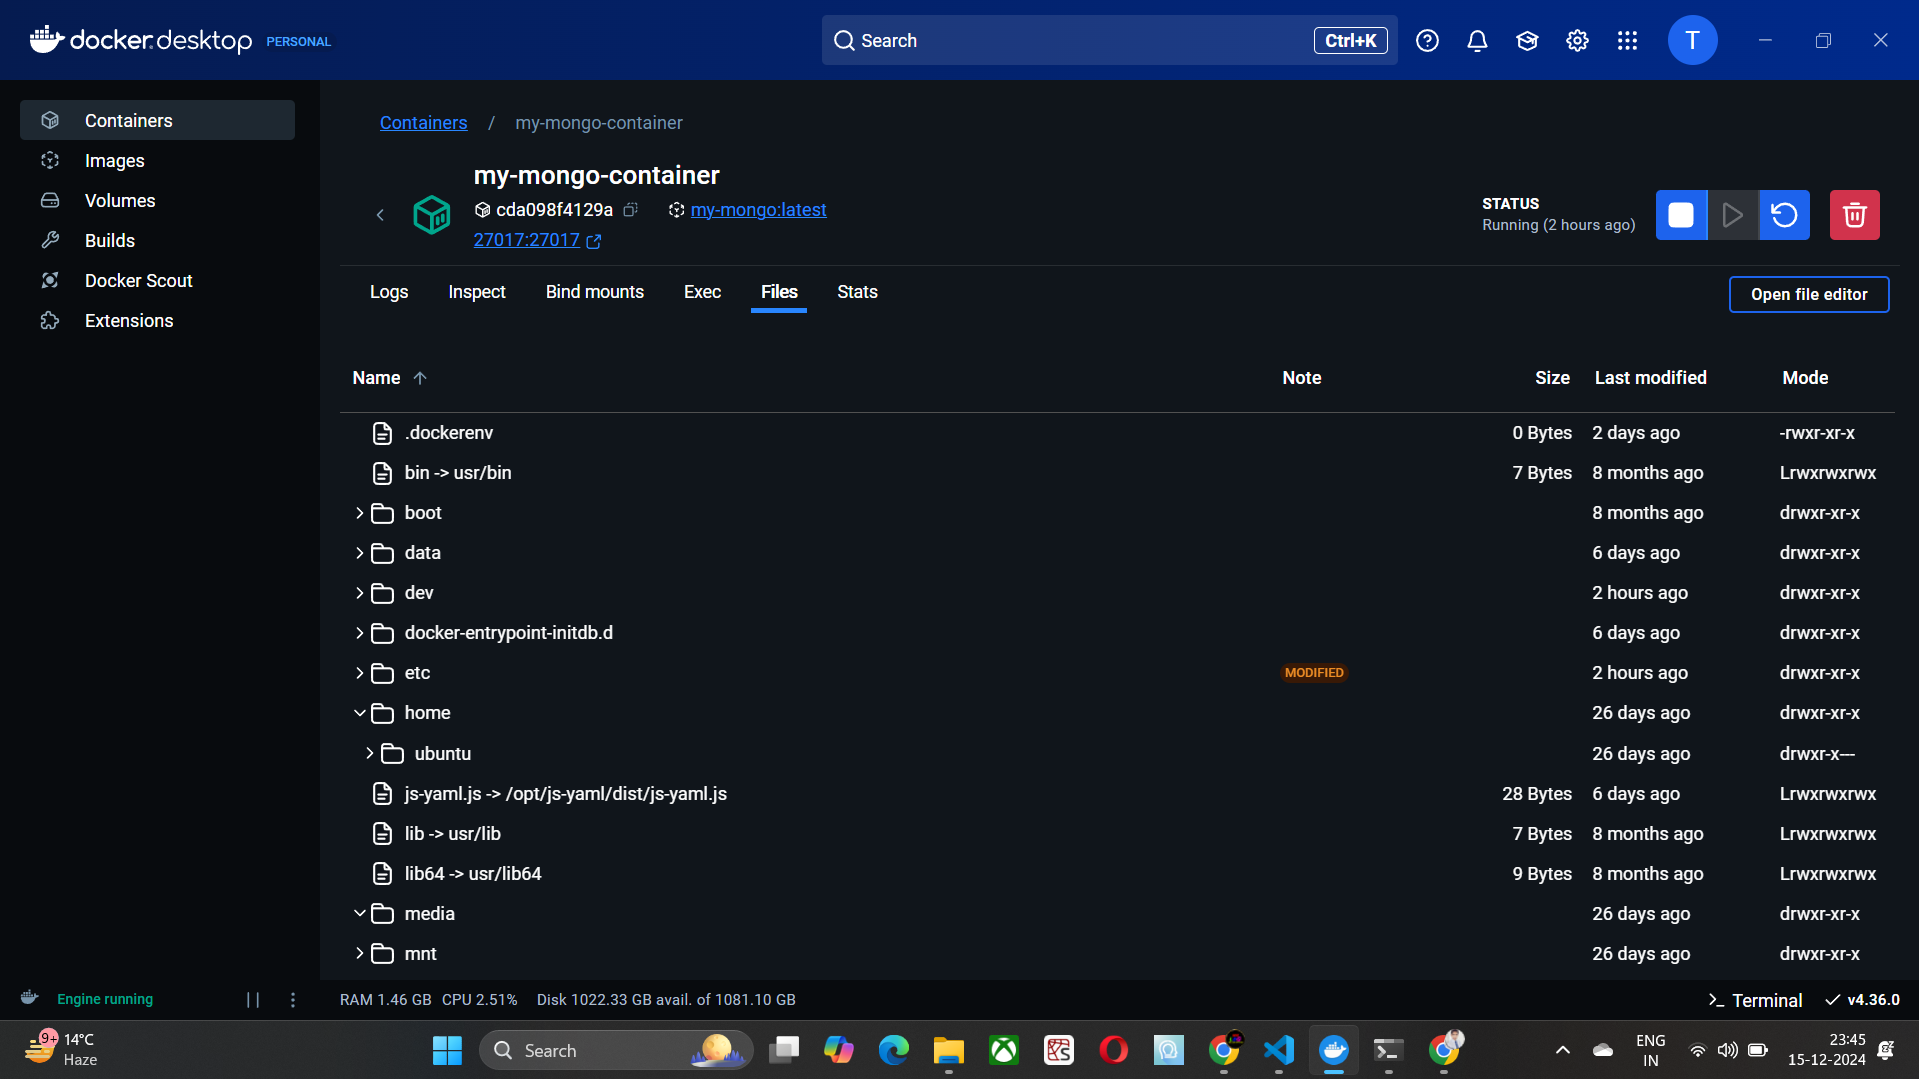 docker.desktop PERSONAL
Search Ctrl+K
T
Containers
Images
Volumes
Builds
Docker Scout
Extensions
Containers / my-mongo-container
my-mongo-container
cda098f4129a my-mongo:latest
27017:27017
STATUS
Running (2 hours ago)
Logs Inspect Bind mounts Exec Files Stats
Open file editor
Name Note Size Last modified Mode
.dockerenv 0 Bytes 2 days ago -rwxr-xr-x
bin -> usr/bin 7 Bytes 8 months ago Lrwxrwxrwx
boot 8 months ago drwxr-xr-x
data 6 days ago drwxr-xr-x
dev 2 hours ago drwxr-xr-x
docker-entrypoint-initdb.d 6 days ago drwxr-xr-x
etc MODIFIED 2 hours ago drwxr-xr-x
home 26 days ago drwxr-xr-x
ubuntu 26 days ago drwxr-x---
js-yaml.js -> /opt/js-yaml/dist/js-yaml.js 28 Bytes 6 days ago Lrwxrwxrwx
lib -> usr/lib 7 Bytes 8 months ago Lrwxrwxrwx
lib64 -> usr/lib64 9 Bytes 8 months ago Lrwxrwxrwx
media 26 days ago drwxr-xr-x
mnt 26 days ago drwxr-xr-x
Engine running RAM 1.46 GB CPU 2.51% Disk 1022.33 GB avail. of 1081.10 GB >_ Terminal v4.36.0
9+ 14°C
Haze
Search
ENG
IN
23:45
15-12-2024